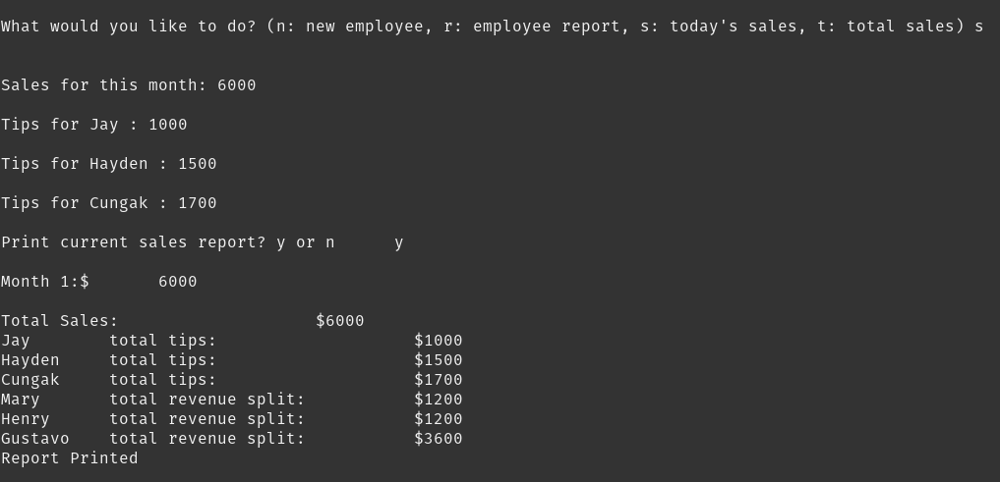 What would you like to do? (n: new employee, r: employee report, s: today's sales, t: total sales) s
Sales for this month: 6000
Tips for Jay : 1000
Tips for Hayden : 1500
Tips for Cungak : 1700
Print current sales report? y or n      y
Month 1:$       6000
Total Sales:                    $6000
Jay        total tips:                    $1000
Hayden     total tips:                    $1500
Cungak     total tips:                    $1700
Mary       total revenue split:           $1200
Henry      total revenue split:           $1200
Gustavo    total revenue split:           $3600
Report Printed